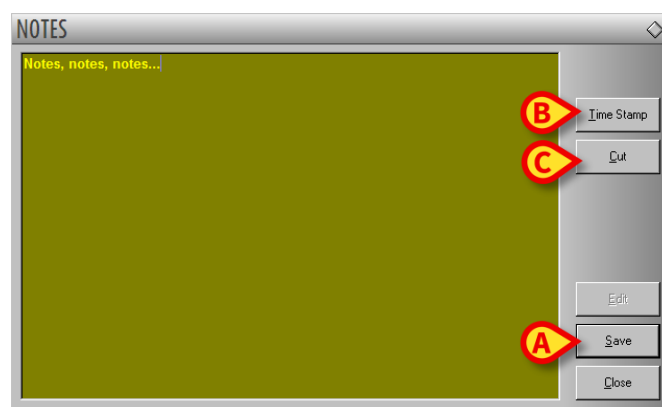 NOTES
Notes, notes, notes...
B
Time Stamp
C
Cut
Edit
A
Save
Close